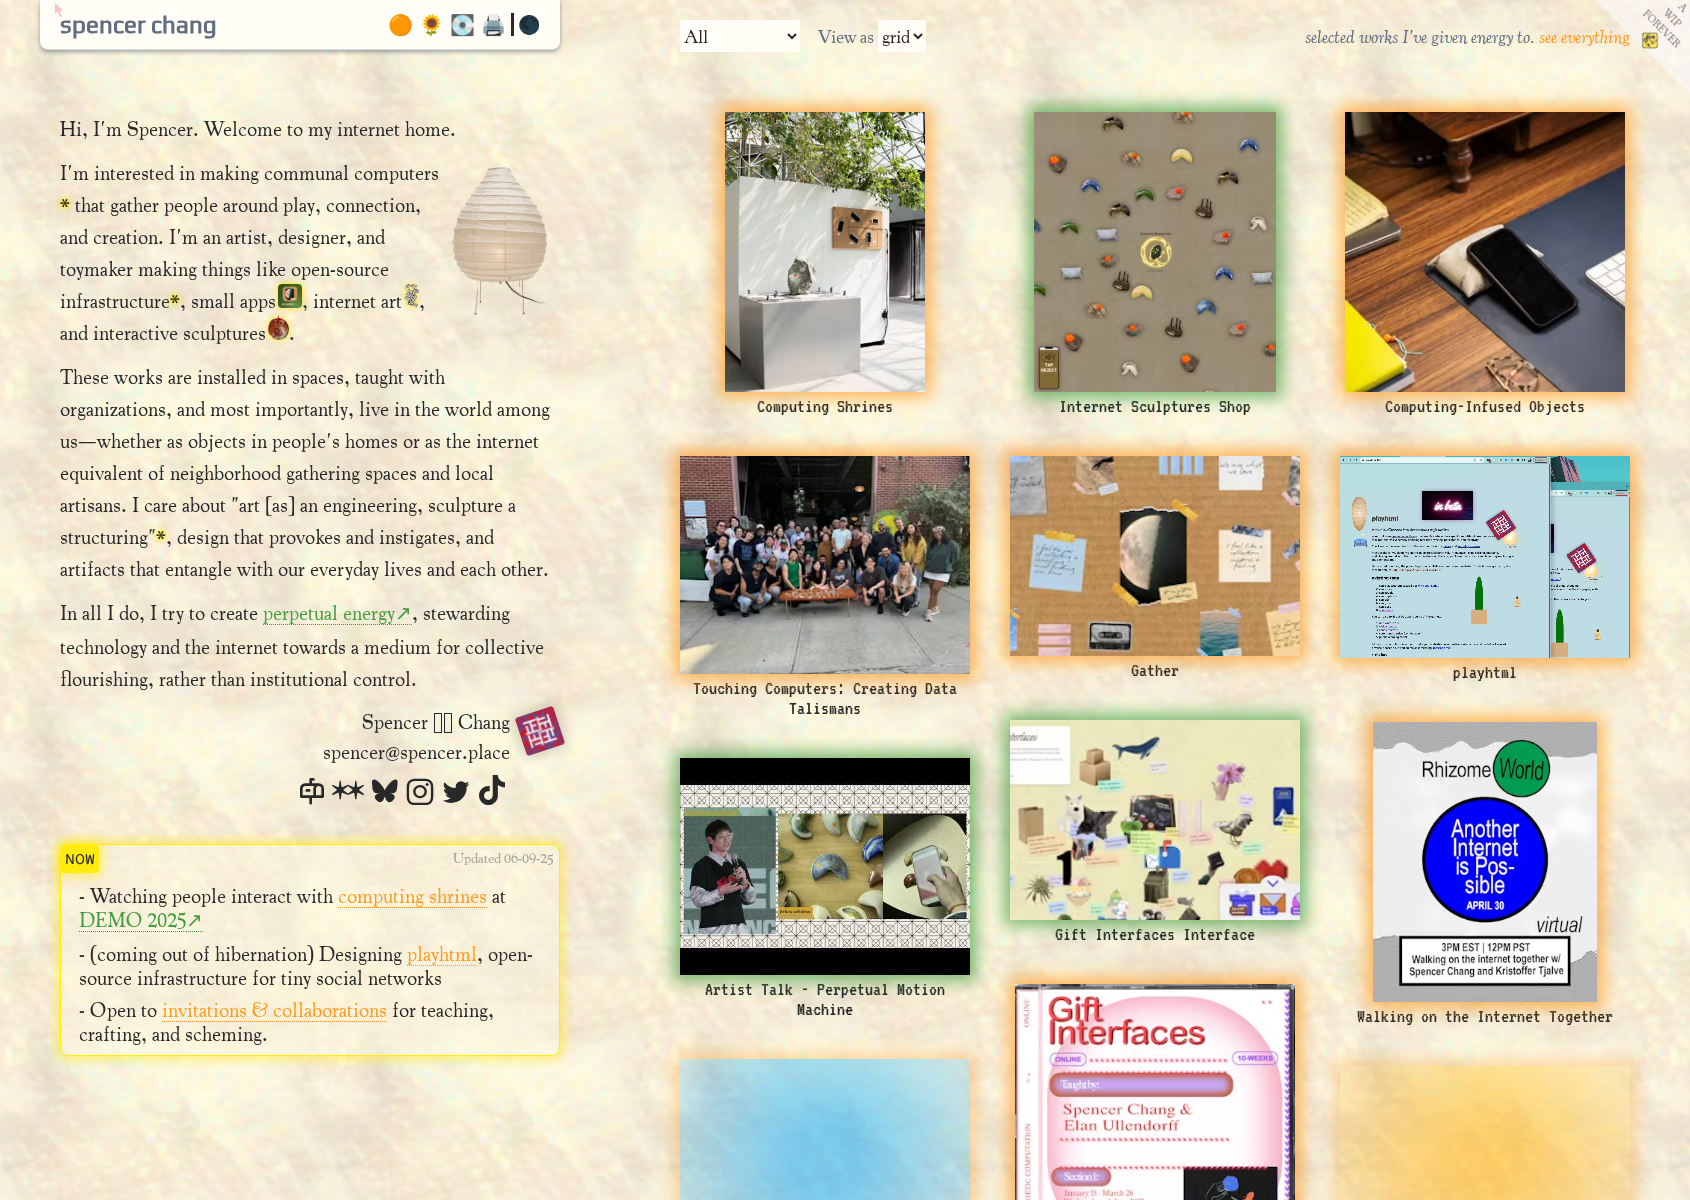 spencer chang
All
View as grid
selected works I've given energy to. see everything
A WIP FOREVER
Hi, I'm Spencer. Welcome to my internet home.
I'm interested in making communal computers
* that gather people around play, connection,
and creation. I'm an artist, designer, and
toymaker making things like open-source
infrastructure*, small apps, internet art,
and interactive sculptures.
These works are installed in spaces, taught with
organizations, and most importantly, live in the world among
us—whether as objects in people's homes or as the internet
equivalent of neighborhood gathering spaces and local
artisans. I care about "art [as] an engineering, sculpture a
structuring"*, design that provokes and instigates, and
artifacts that entangle with our everyday lives and each other.
In all I do, I try to create perpetual energy↗, stewarding
technology and the internet towards a medium for collective
flourishing, rather than institutional control.
Spencer Chang
spencer@spencer.place
NOW
Updated 06-09-25
- Watching people interact with computing shrines at
DEMO 2025↗
- (coming out of hibernation) Designing playhtml, open-
source infrastructure for tiny social networks
- Open to invitations & collaborations for teaching,
crafting, and scheming.
Computing Shrines
TAP
OBJECT
Internet Sculptures Shop
Computing-Infused Objects
Touching Computers: Creating Data
Talismans
Gather
in beta
playhtml
playhtml
Artist Talk - Perpetual Motion
Machine
Gift Interfaces Interface
Rhizome World
Another
Internet
is Pos-
sible
APRIL 30
virtual
3PM EST | 12PM PST
Walking on the internet together w/
Spencer Chang and Kristoffer Tjalve
Walking on the Internet Together
Gift
Interfaces
ONLINE
ONLINE
10-WEEKS
Taught by:
Spencer Chang &
Elan Ullendorff
Section I:
January 15 - March 26